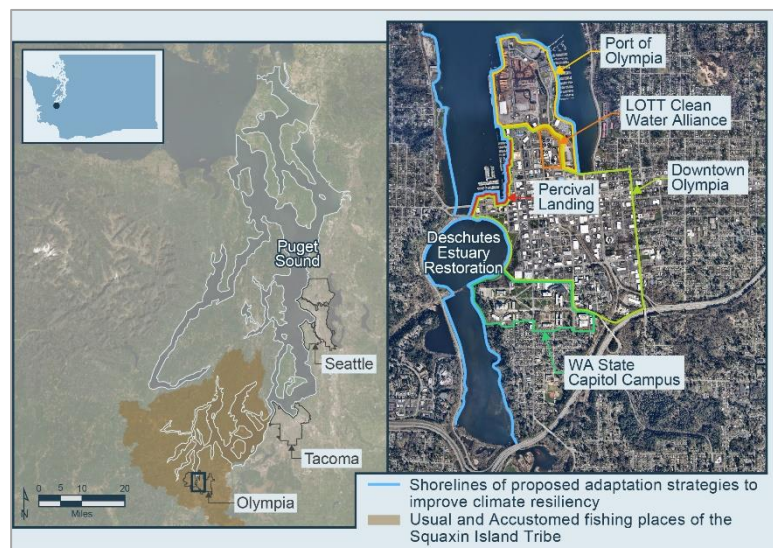 Puget
Sound
Seattle
Tacoma
Olympia
0 5 10 20
Miles
N
Port of
Olympia
LOTT Clean
Water Alliance
Downtown
Olympia
Percival
Landing
Deschutes
Estuary
Restoration
WA State
Capitol Campus
Shorelines of proposed adaptation strategies to
improve climate resiliency
Usual and Accustomed fishing places of the
Squaxin Island Tribe